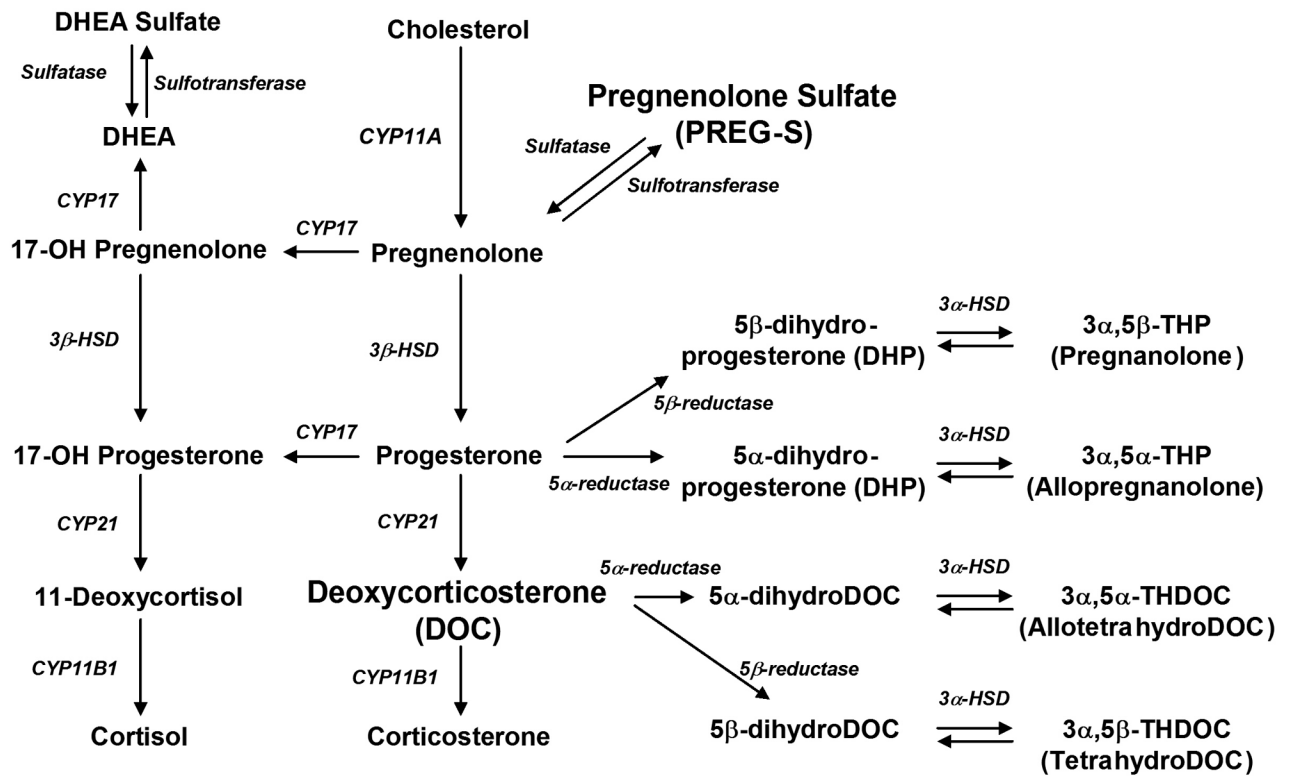 DHEA Sulfate
Cholesterol
Sulfatase
Sulfotransferase
Pregnenolone Sulfate
(PREG-S)
DHEA
CYP11A
Sulfatase
Sulfotransferase
CYP17
17-OH Pregnenolone
CYP17
Pregnenolone
3β-HSD
3β-HSD
5β-dihydro-
progesterone (DHP)
3α-HSD
3α,5β-THP
(Pregnanolone)
5β-reductase
17-OH Progesterone
CYP17
Progesterone
5α-reductase
5α-dihydro-
progesterone (DHP)
3α-HSD
3α,5α-THP
(Allopregnanolone)
CYP21
CYP21
11-Deoxycortisol
Deoxycorticosterone
(DOC)
5α-reductase
5α-dihydroDOC
3α-HSD
3α,5α-THDOC
(AllotetrahydroDOC)
CYP11B1
CYP11B1
5β-reductase
Cortisol
Corticosterone
5β-dihydroDOC
3α-HSD
3α,5β-THDOC
(TetrahydroDOC)